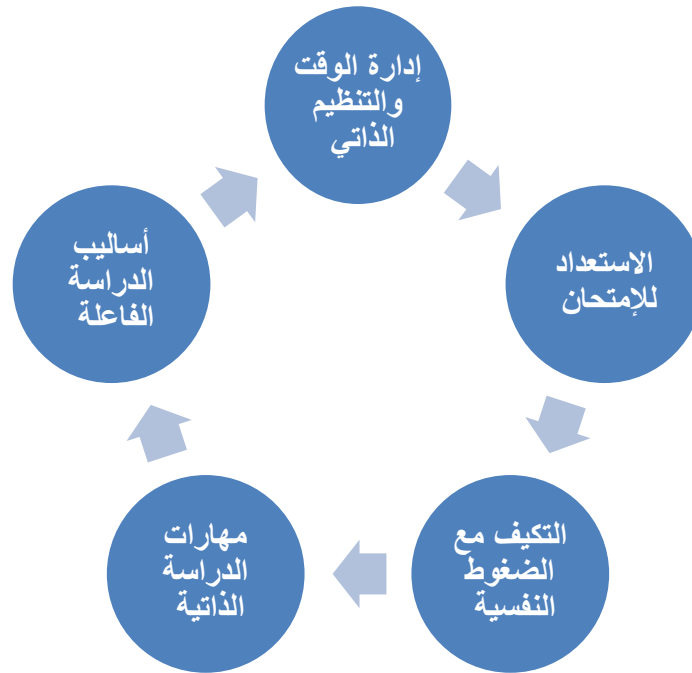 إدارة الوقت
والتنظيم
الذاتي
الاستعداد
للإمتحان
التكيف مع
الضغوط
النفسية
مهارات
الدراسة
الذاتية
أساليب
الدراسة
الفاعلة